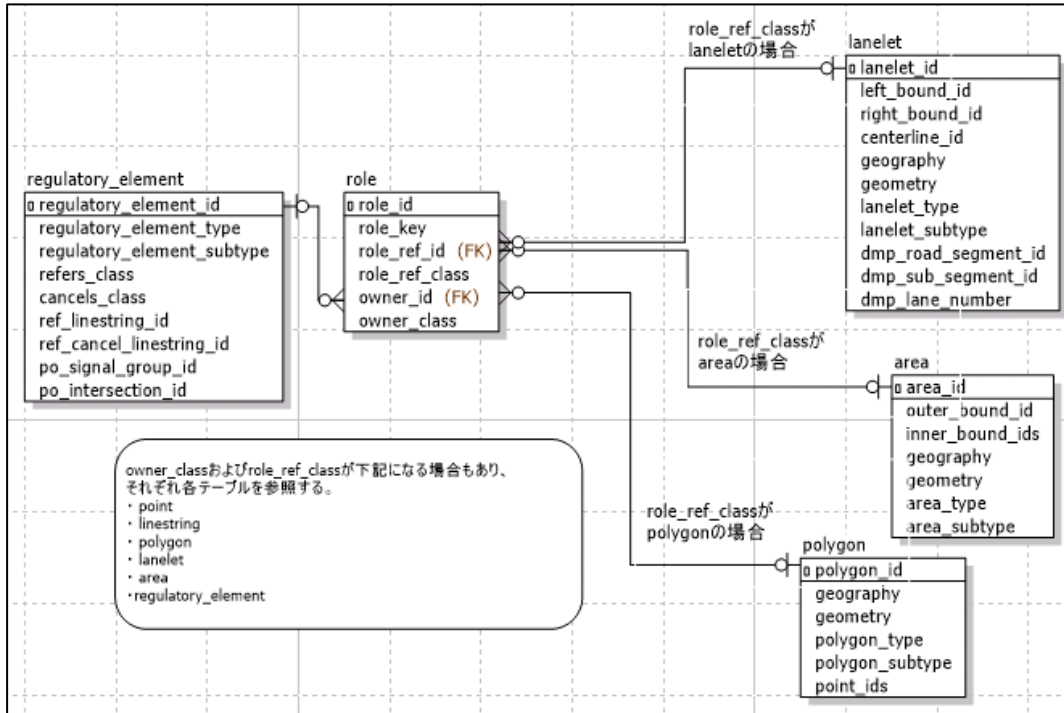 role_ref_classが
laneletの場合
lanelet
lanelet_id
left_bound_id
right_bound_id
centerline_id
geography
geometry
lanelet_type
lanelet_subtype
dmp_road_segment_id
dmp_sub_segment_id
dmp_lane_number
regulatory_element
regulatory_element_id
regulatory_element_type
regulatory_element_subtype
refers_class
cancels_class
ref_linestring_id
ref_cancel_linestring_id
po_signal_group_id
po_intersection_id
role
role_id
role_key
role_ref_id (FK)
role_ref_class
owner_id (FK)
owner_class
role_ref_classが
areaの場合
area
area_id
outer_bound_id
inner_bound_ids
geography
geometry
area_type
area_subtype
owner_classおよびrole_ref_classが下記になる場合もあり、
それぞれ各テーブルを参照する。
・ point
・ linestring
・ polygon
・ lanelet
・ area
・regulatory_element
role_ref_classが
polygonの場合
polygon
polygon_id
geography
geometry
polygon_type
polygon_subtype
point_ids